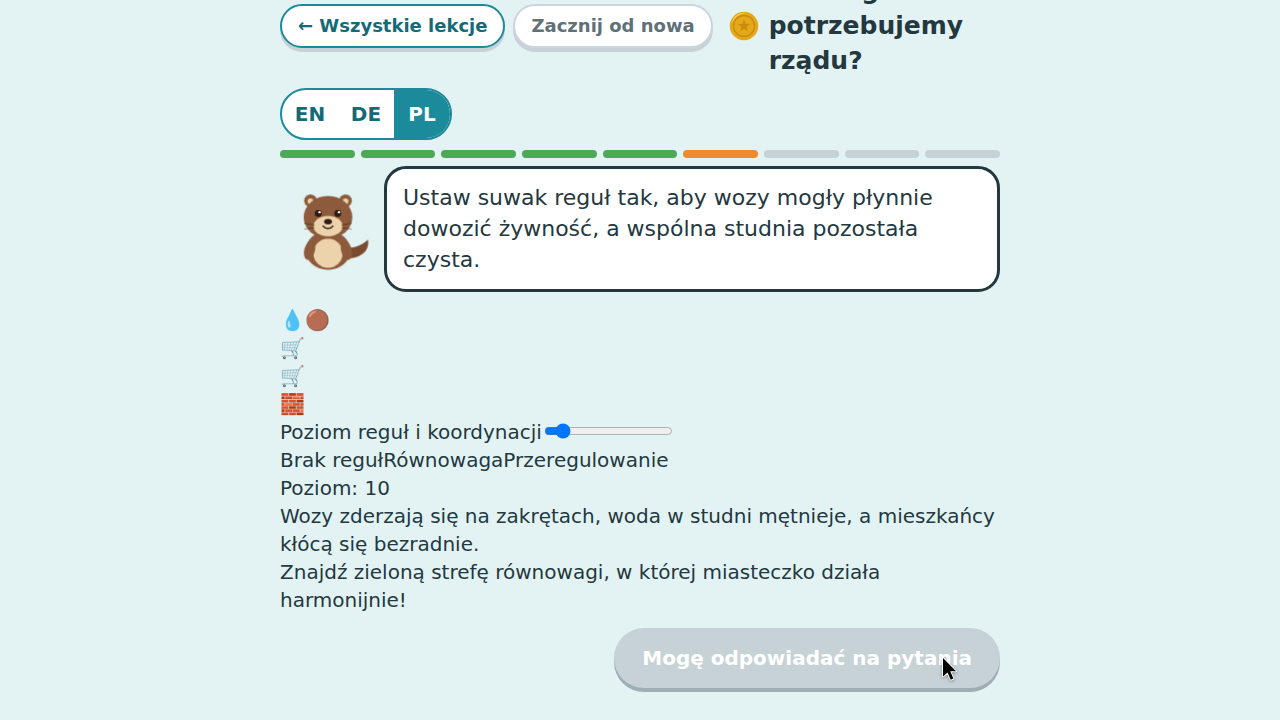 ← Wszystkie lekcje
Zacznij od nowa
potrzebujemy
rządu?
EN DE PL
Ustaw suwak reguł tak, aby wozy mogły płynnie
dowozić żywność, a wspólna studnia pozostała
czysta.
Poziom reguł i koordynacji
Brak regułRównowagaPrzeregulowanie
Poziom: 10
Wozy zderzają się na zakrętach, woda w studni mętnieje, a mieszkańcy
kłócą się bezradnie.
Znajdź zieloną strefę równowagi, w której miasteczko działa
harmonijnie!
Mogę odpowiadać na pytania